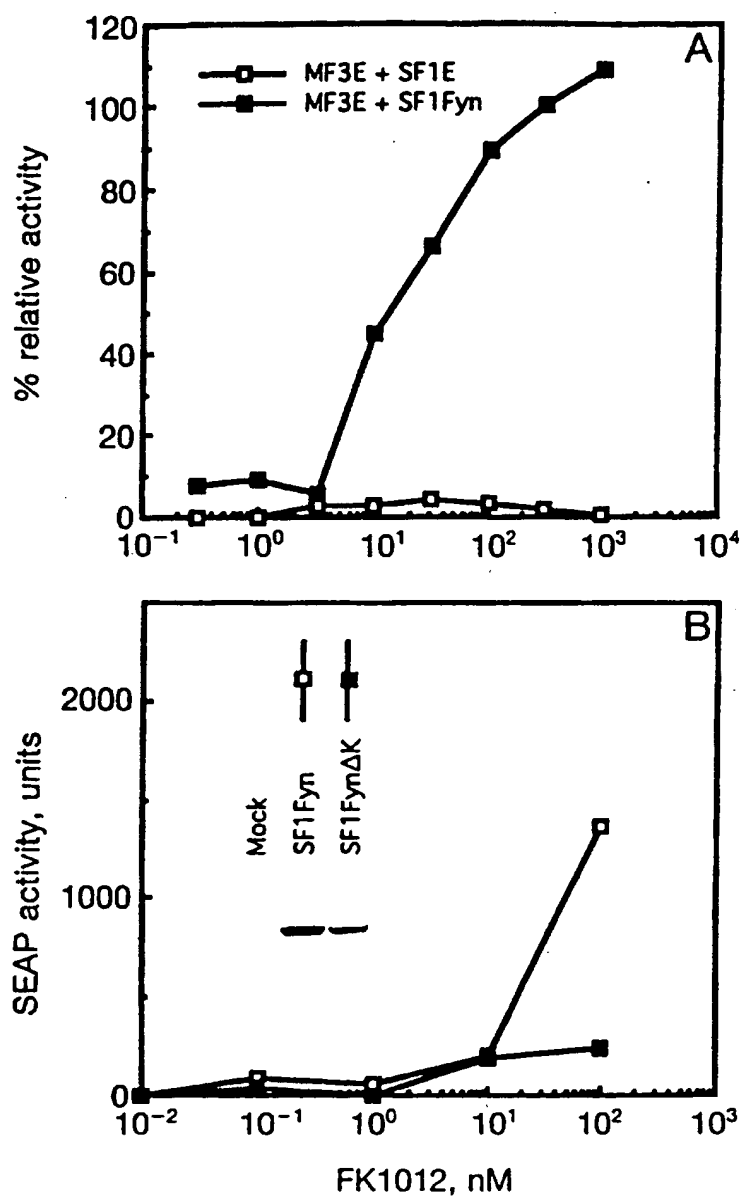 A
MF3E + SF1E
MF3E + SF1Fyn
% relative activity
120
100
80
60
40
20
0
10⁻¹ 10⁰ 10¹ 10² 10³ 10⁴
B
SEAP activity, units
2000
1000
0
Mock
SF1Fyn
SF1FynΔK
10⁻² 10⁻¹ 10⁰ 10¹ 10² 10³
FK1012, nM